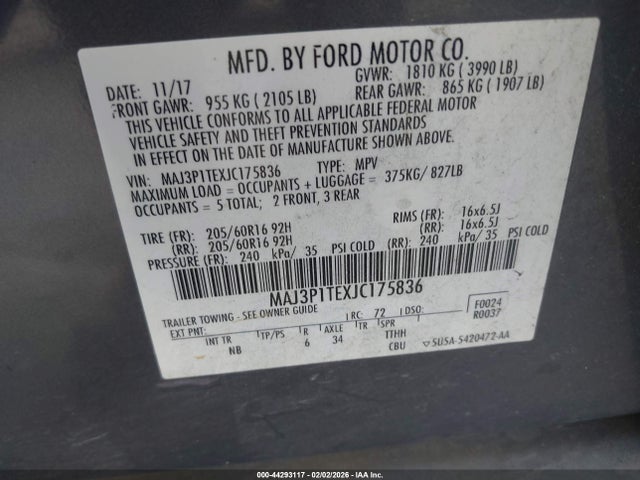 MFD. BY FORD MOTOR CO.
DATE: 11/17 GVWR: 1810 KG ( 3990 LB)
FRONT GAWR: 955 KG ( 2105 LB) REAR GAWR: 865 KG ( 1907 LB)
THIS VEHICLE CONFORMS TO ALL APPLICABLE FEDERAL MOTOR
VEHICLE SAFETY AND THEFT PREVENTION STANDARDS
IN EFFECT ON THE DATE OF MANUFACTURE SHOWN ABOVE.
VIN: MAJ3P1TEXJC175836 TYPE: MPV
MAXIMUM LOAD = OCCUPANTS + LUGGAGE = 375KG/ 827LB
OCCUPANTS = 5 TOTAL; 2 FRONT, 3 REAR
TIRE (FR): 205/60R16 92H RIMS (FR): 16x6.5J
(RR): 205/60R16 92H (RR): 16x6.5J
PRESSURE (FR): 240 kPa/ 35 PSI COLD (RR): 240 kPa/ 35 PSI COLD
MAJ3P1TEXJC175836
TRAILER TOWING - SEE OWNER GUIDE RC: 72 DSO: F0024
EXT PNT: R0037
INT TR TP/PS R AXLE TR SPR
NB 6 34 TTHH
CBU SU5A-5420472-AA
000-44293117 - 02/02/2026 - IAAI.com